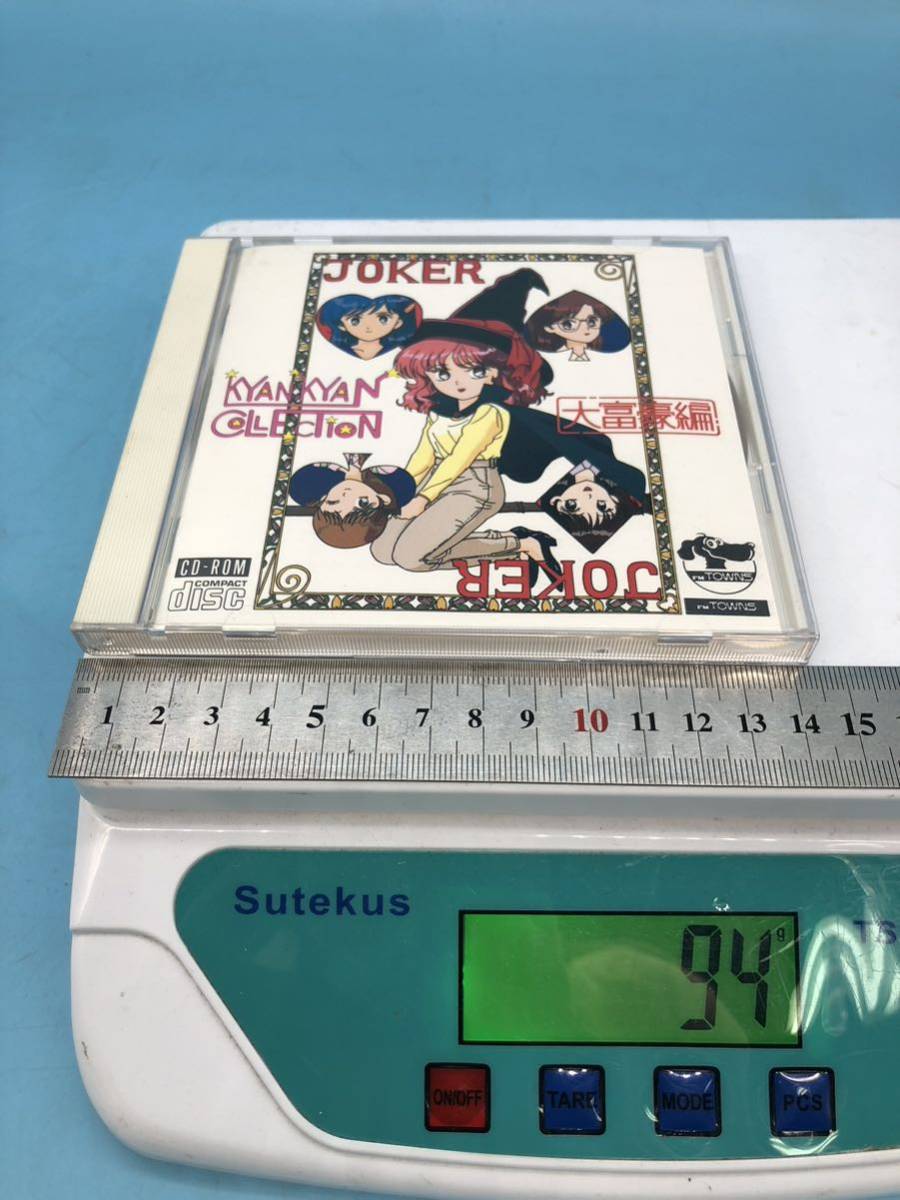 JOKER
KYAN KYAN
COLLECTION
大富豪編
CD-ROM
COMPACT
disc
JOKER
FM TOWNS
FM TOWNS
mm 1 2 3 4 5 6 7 8 9 10 11 12 13 14 15
Sutekus
TS
94 g
ON/OFF TARE MODE PCS